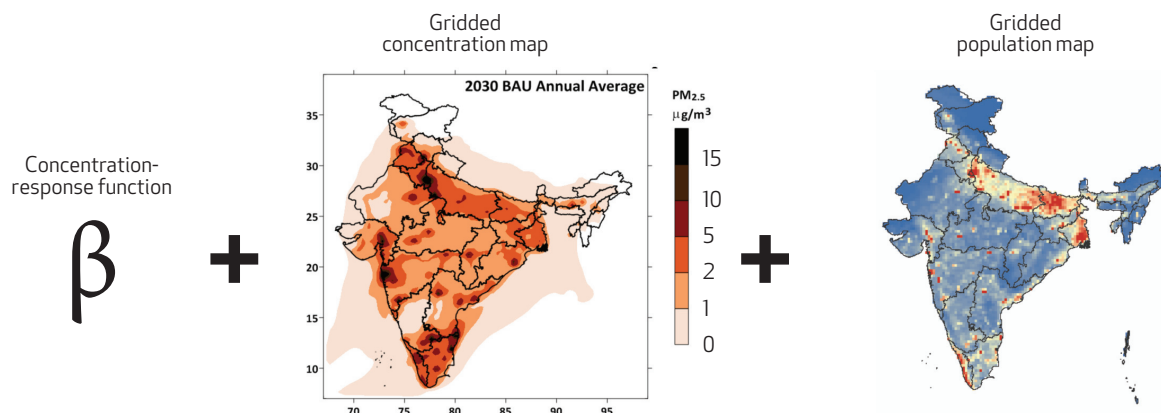 Gridded
concentration map
Gridded
population map
Concentration-
response function
β
+
+
2030 BAU Annual Average
PM₂.₅
μg/m³
15
10
5
2
1
0
35
30
25
20
15
10
70
75
80
85
90
95